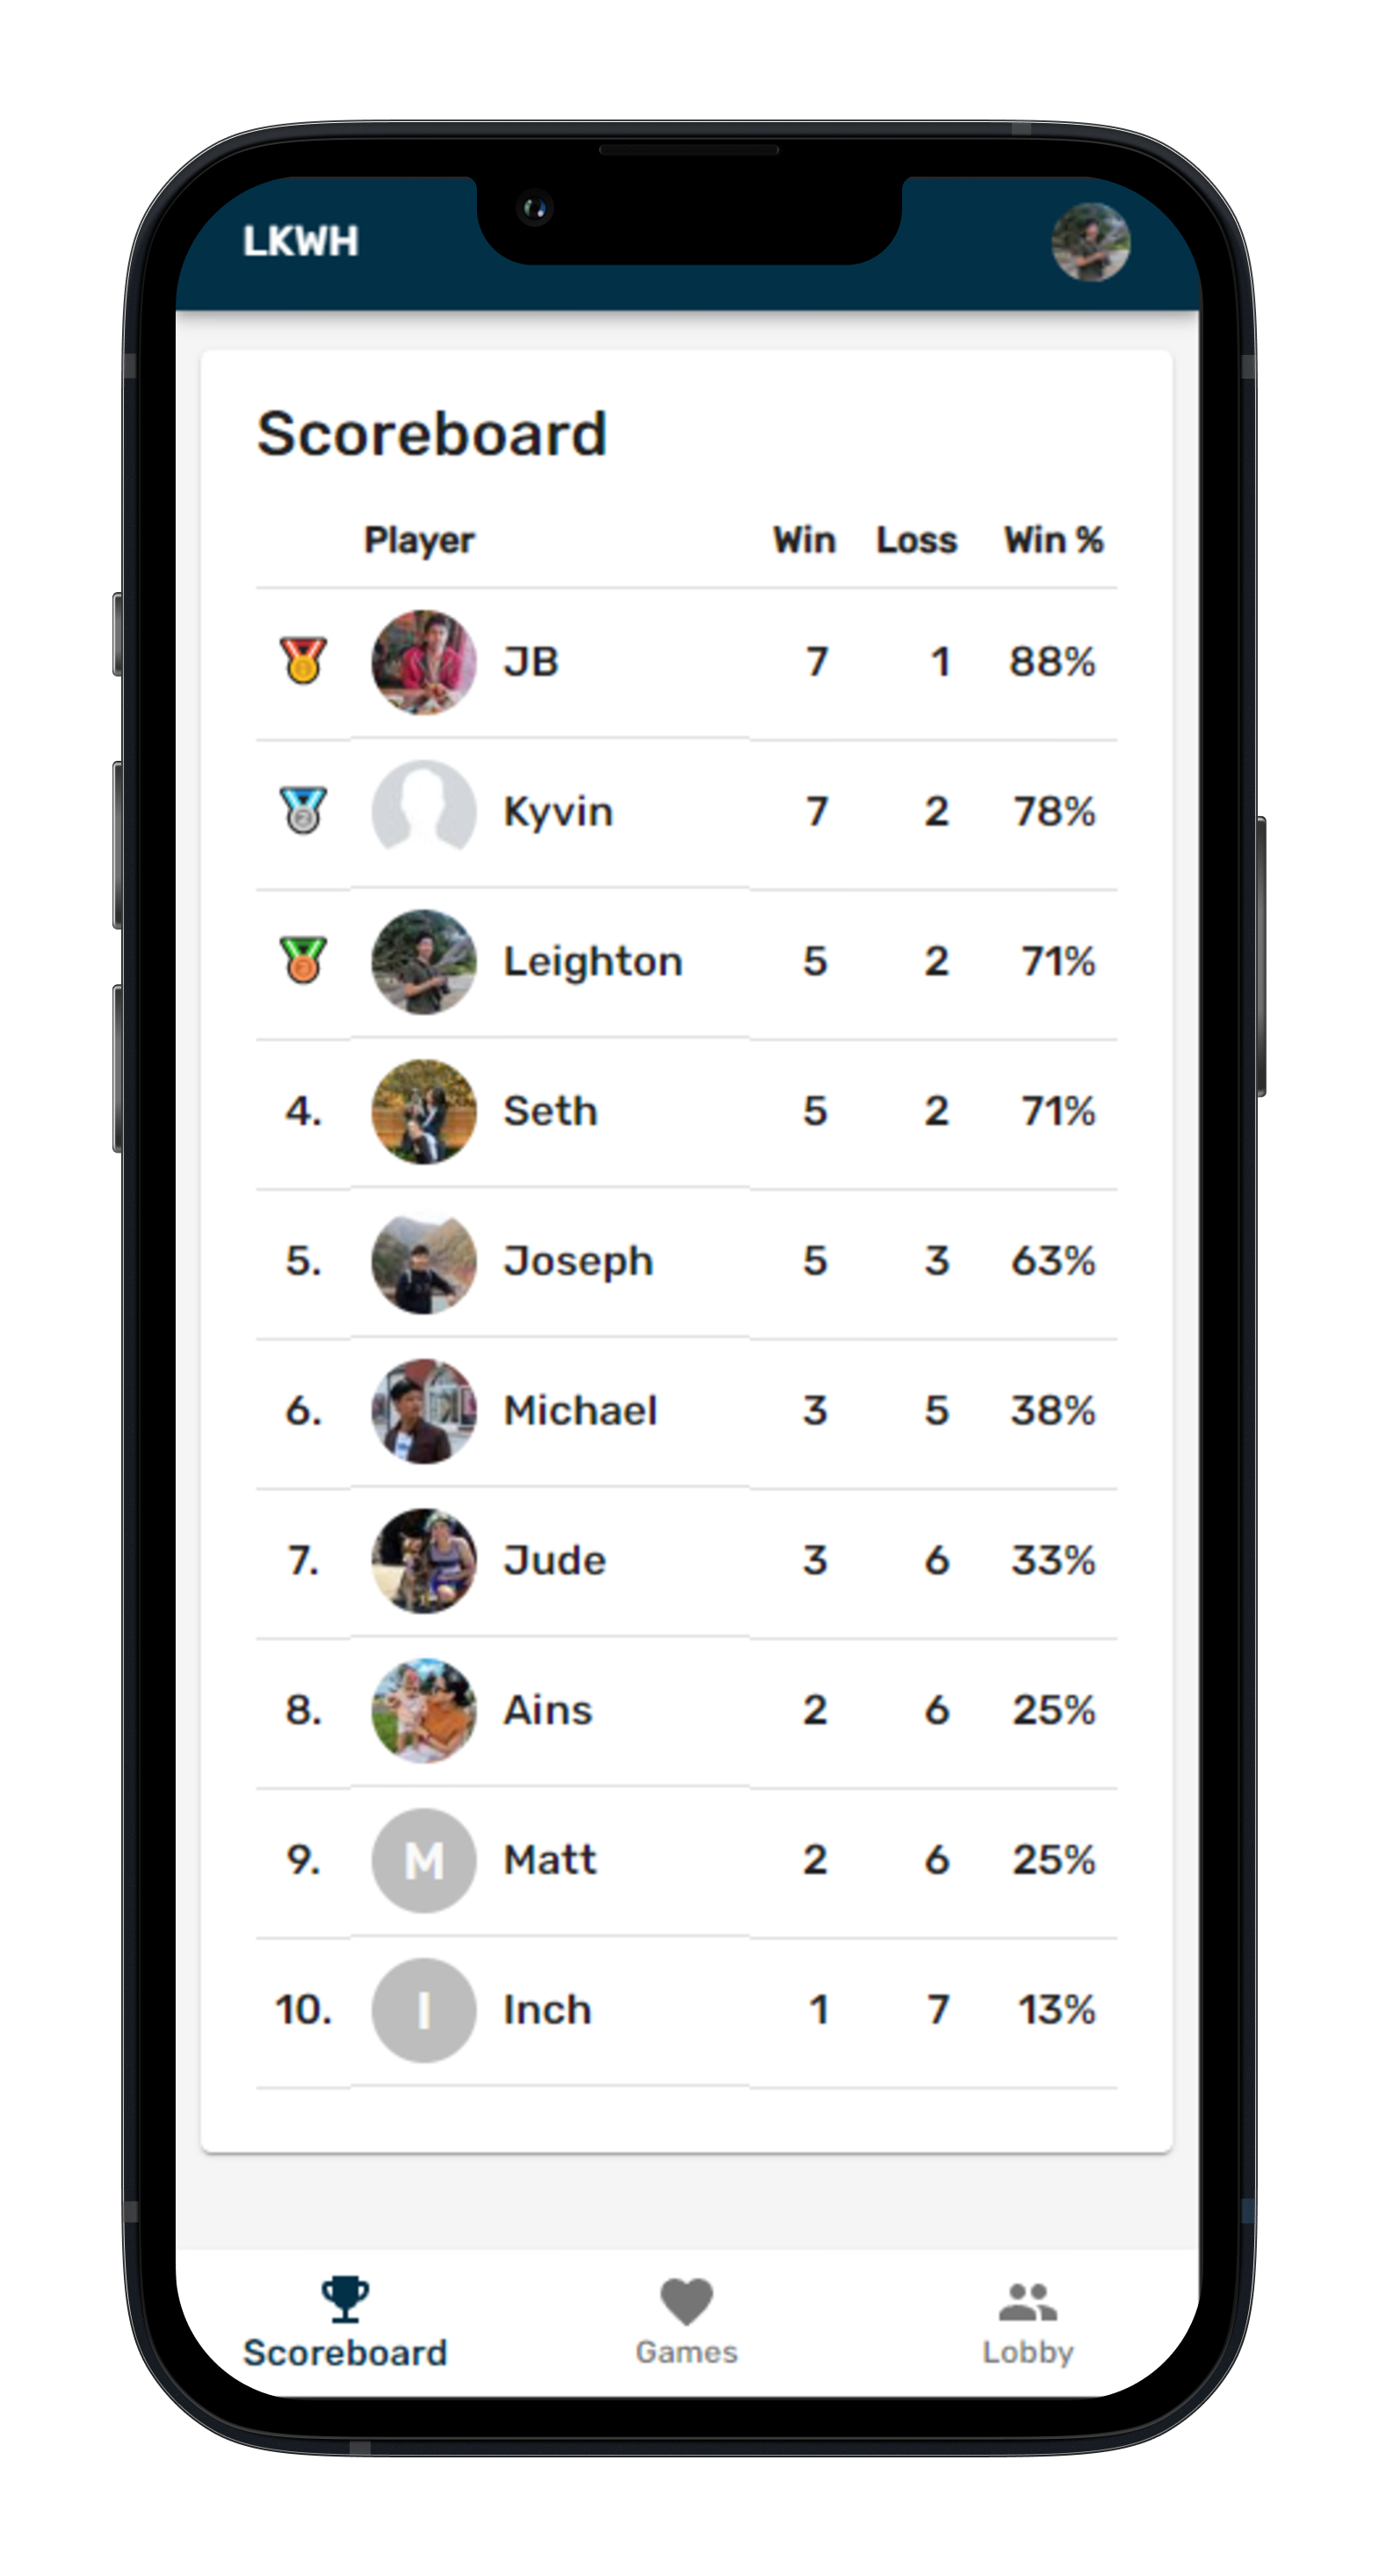 LKWH
Scoreboard
Player Win Loss Win %
JB 7 1 88%
2 Kyvin 7 2 78%
Leighton 5 2 71%
4. Seth 5 2 71%
5. Joseph 5 3 63%
6. Michael 3 5 38%
7. Jude 3 6 33%
8. Ains 2 6 25%
9. M Matt 2 6 25%
10. I Inch 1 7 13%
Scoreboard Games Lobby